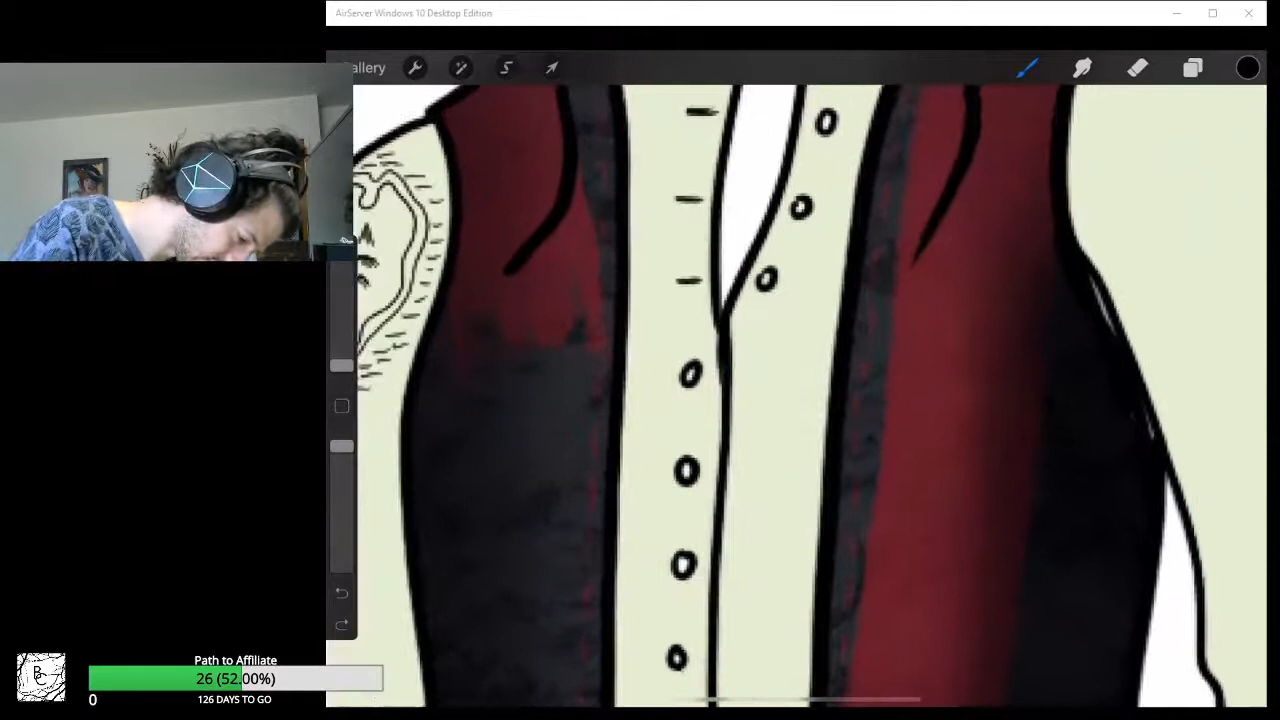 AirServer Windows 10 Desktop Edition
allery
Path to Affiliate
26 (52.00%)
0
126 DAYS TO GO